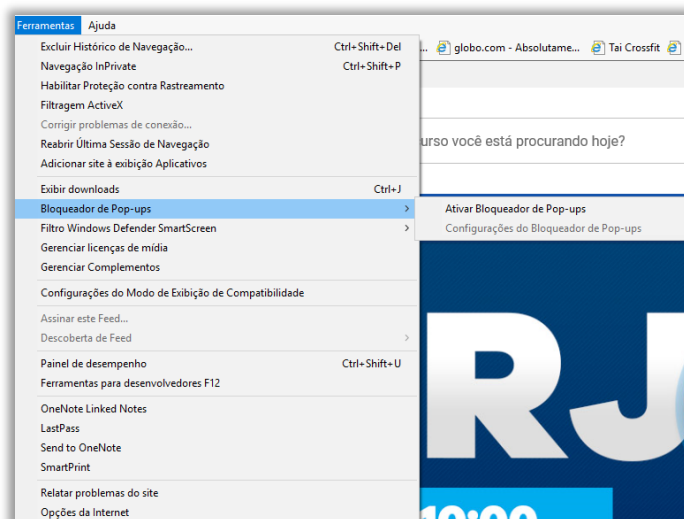 Ferramentas Ajuda
Excluir Histórico de Navegação... Ctrl+Shift+Del
... globo.com - Absolutame... Tai Crossfit
Navegação InPrivate Ctrl+Shift+P
Habilitar Proteção contra Rastreamento
Filtragem ActiveX
Corrigir problemas de conexão...
Reabrir Última Sessão de Navegação
urso você está procurando hoje?
Adicionar site à exibição Aplicativos
Exibir downloads Ctrl+J
Bloqueador de Pop-ups >
Ativar Bloqueador de Pop-ups
Filtro Windows Defender SmartScreen >
Configurações do Bloqueador de Pop-ups
Gerenciar licenças de mídia
Gerenciar Complementos
Configurações do Modo de Exibição de Compatibilidade
Assinar este Feed...
Descoberta de Feed >
Painel de desempenho Ctrl+Shift+U
Ferramentas para desenvolvedores F12
OneNote Linked Notes
LastPass
Send to OneNote
SmartPrint
Relatar problemas do site
Opções da Internet
RJ